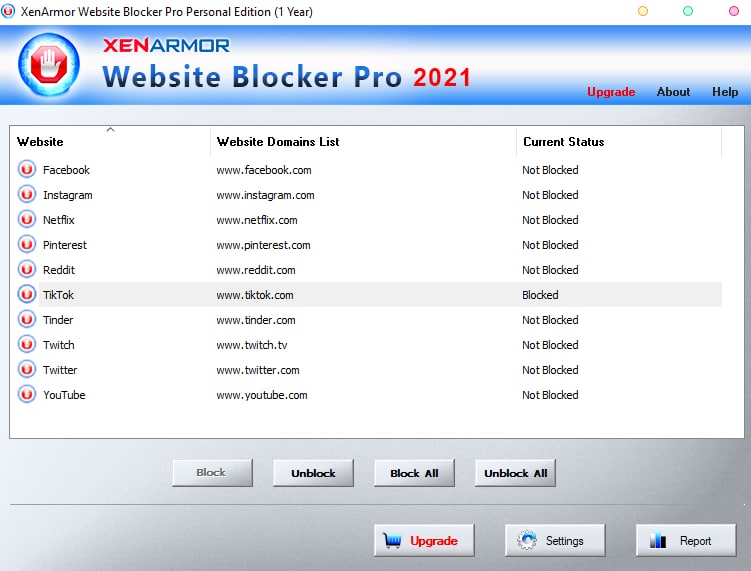 XenArmor Website Blocker Pro Personal Edition (1 Year)
XENARMOR
Website Blocker Pro 2021
Upgrade About Help
Website Website Domains List Current Status
Facebook www.facebook.com Not Blocked
Instagram www.instagram.com Not Blocked
Netflix www.netflix.com Not Blocked
Pinterest www.pinterest.com Not Blocked
Reddit www.reddit.com Not Blocked
TikTok www.tiktok.com Blocked
Tinder www.tinder.com Not Blocked
Twitch www.twitch.tv Not Blocked
Twitter www.twitter.com Not Blocked
YouTube www.youtube.com Not Blocked
Block Unblock Block All Unblock All
Upgrade Settings Report